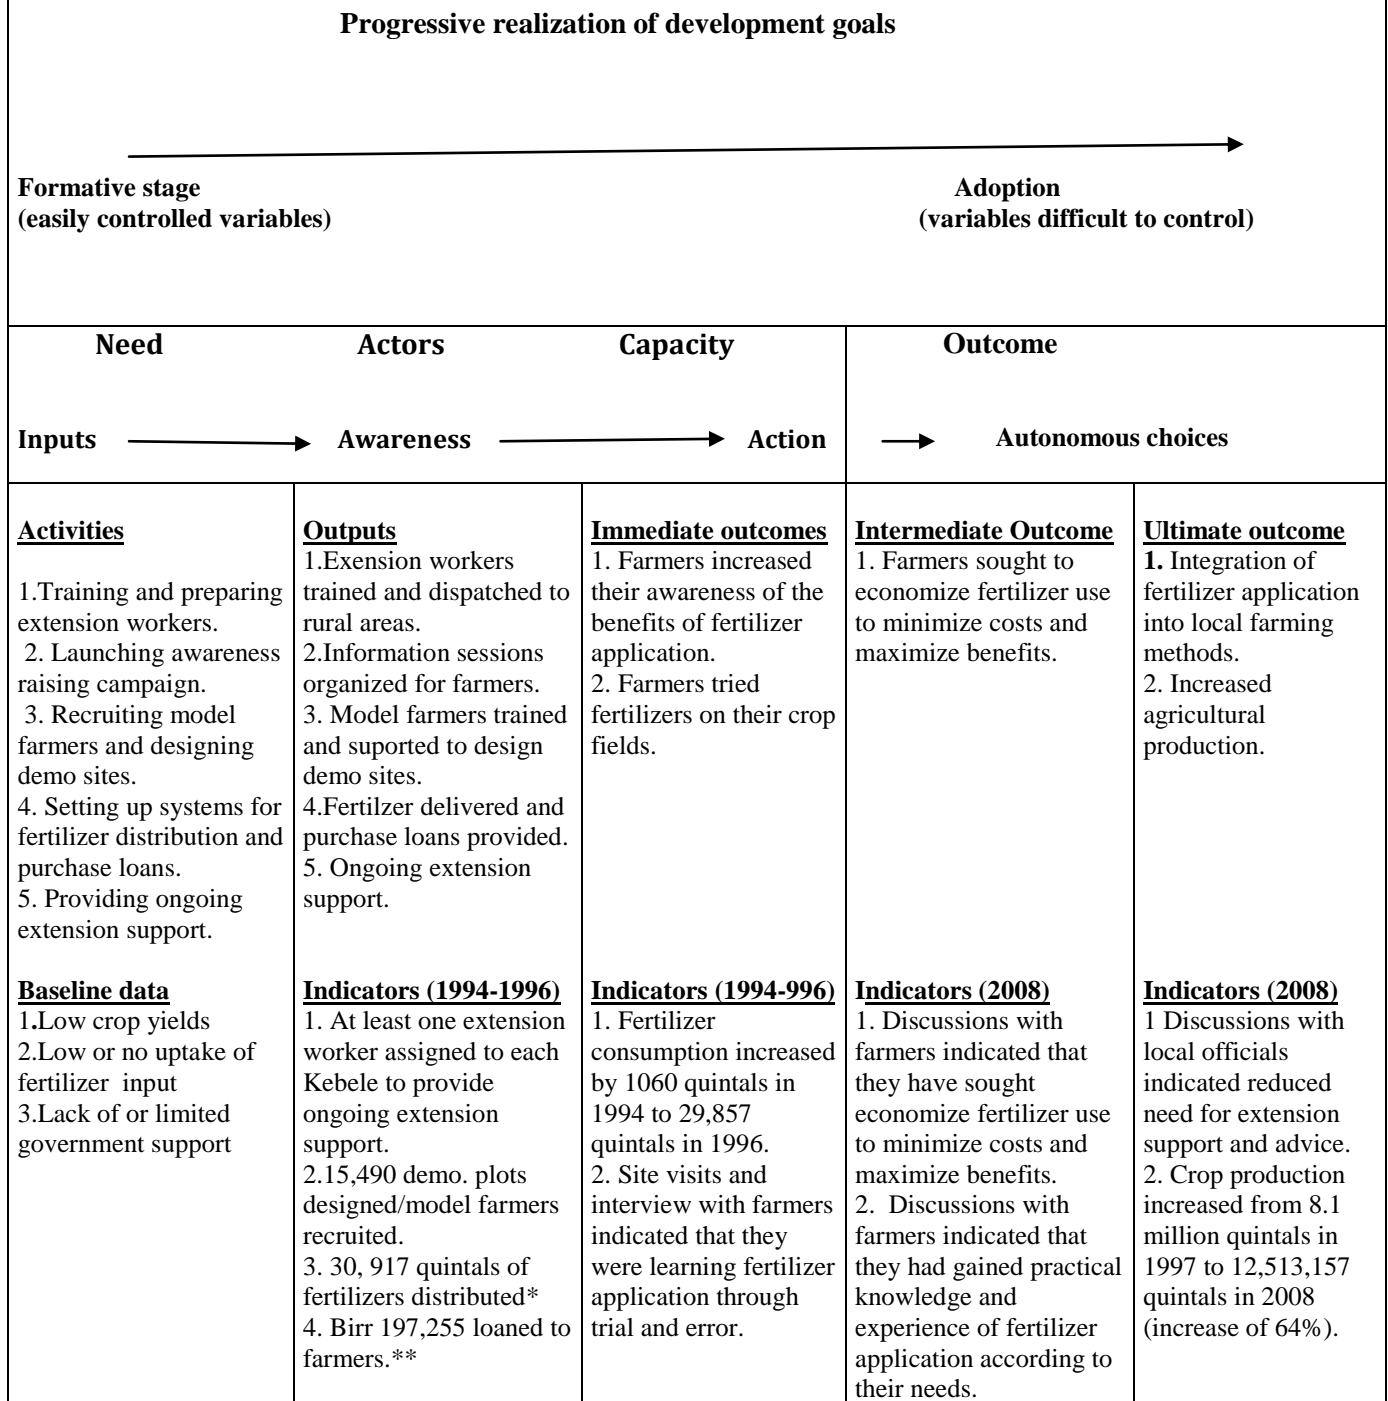 Progressive realization of development goals
Formative stage
(easily controlled variables)
Adoption
(variables difficult to control)
Need
Actors
Capacity
Outcome
Inputs
Awareness
Action
Autonomous choices
Activities
1.Training and preparing
extension workers.
2. Launching awareness
raising campaign.
3. Recruiting model
farmers and designing
demo sites.
4. Setting up systems for
fertilizer distribution and
purchase loans.
5. Providing ongoing
extension support.
Baseline data
1.Low crop yields
2.Low or no uptake of
fertilizer input
3.Lack of or limited
government support
Outputs
1.Exension workers
trained and dispatched to
rural areas.
2.Information sessions
organized for farmers.
3. Model farmers trained
and suported to design
demo sites.
4.Fertilzer delivered and
purchase loans provided.
5. Ongoing extension
support.
Indicators (1994-1996)
1. At least one extension
worker assigned to each
Kebele to provide
ongoing extension
support.
2.15,490 demo. plots
designed/model farmers
recruited.
3. 30, 917 quintals of
fertilizers distributed*
4. Birr 197,255 loaned to
farmers.**
Immediate outcomes
1. Farmers increased
their awareness of the
benefits of fertilizer
application.
2. Farmers tried
fertilizers on their crop
fields.
Indicators (1994-996)
1. Fertilizer
consumption increased
by 1060 quintals in
1994 to 29,857
quintals in 1996.
2. Site visits and
interview with farmers
indicated that they
were learning fertilizer
application through
trial and error.
Intermediate Outcome
1. Farmers sought to
economize fertilizer use
to minimize costs and
maximize benefits.
Indicators (2008)
1. Discussions with
farmers indicated that
they have sought
economize fertilizer use
to minimize costs and
maximize benefits.
2. Discussions with
farmers indicated that
they had gained practical
knowledge and
experience of fertilizer
application according to
their needs.
Ultimate outcome
1. Integration of
fertilizer application
into local farming
methods.
2. Increased
agricultural
production.
Indicators (2008)
1 Discussions with
local officials
indicated reduced
need for extension
support and advice.
2. Crop production
increased from 8.1
million quintals in
1997 to 12,513,157
quintals in 2008
(increase of 64%).